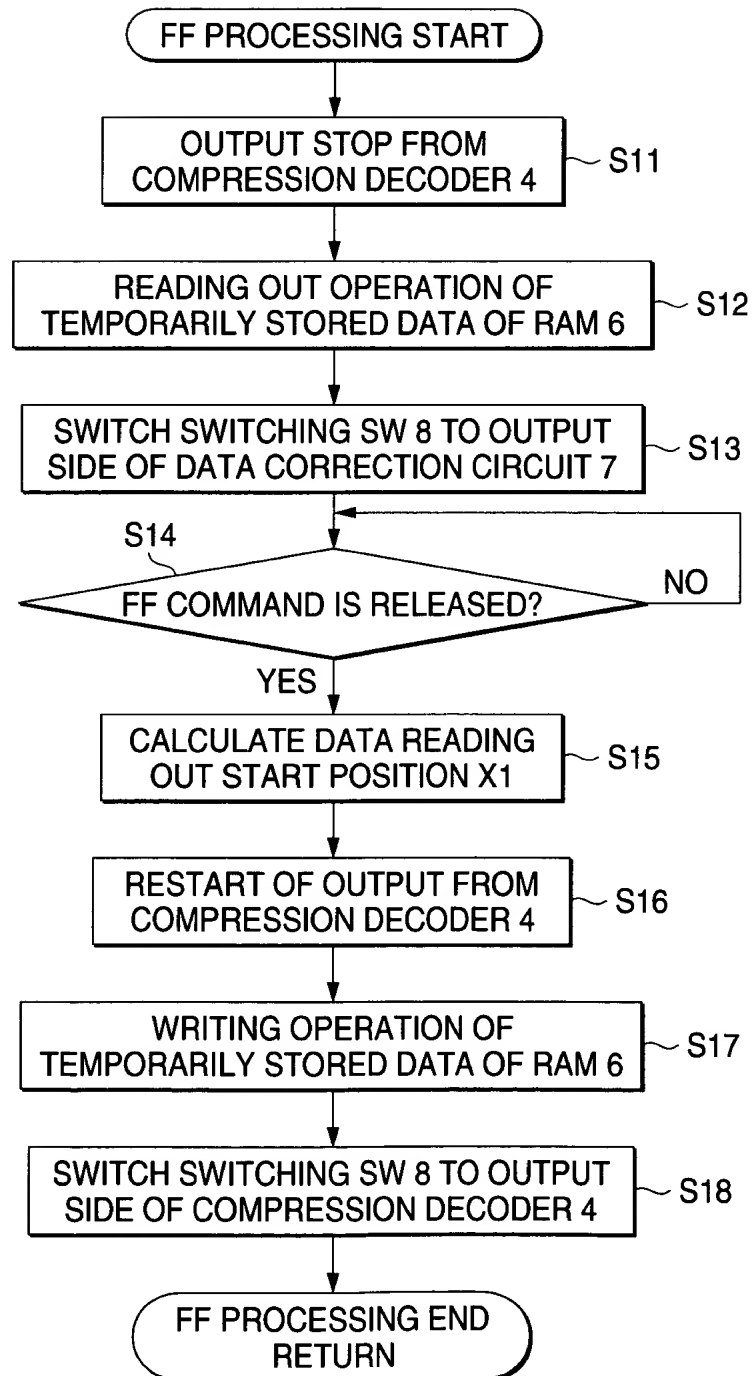 FF PROCESSING START
OUTPUT STOP FROM
COMPRESSION DECODER 4
S11
READING OUT OPERATION OF
TEMPORARILY STORED DATA OF RAM 6
S12
SWITCH SWITCHING SW 8 TO OUTPUT
SIDE OF DATA CORRECTION CIRCUIT 7
S13
S14
FF COMMAND IS RELEASED?
NO
YES
CALCULATE DATA READING
OUT START POSITION X1
S15
RESTART OF OUTPUT FROM
COMPRESSION DECODER 4
S16
WRITING OPERATION OF
TEMPORARILY STORED DATA OF RAM 6
S17
SWITCH SWITCHING SW 8 TO OUTPUT
SIDE OF COMPRESSION DECODER 4
S18
FF PROCESSING END
RETURN